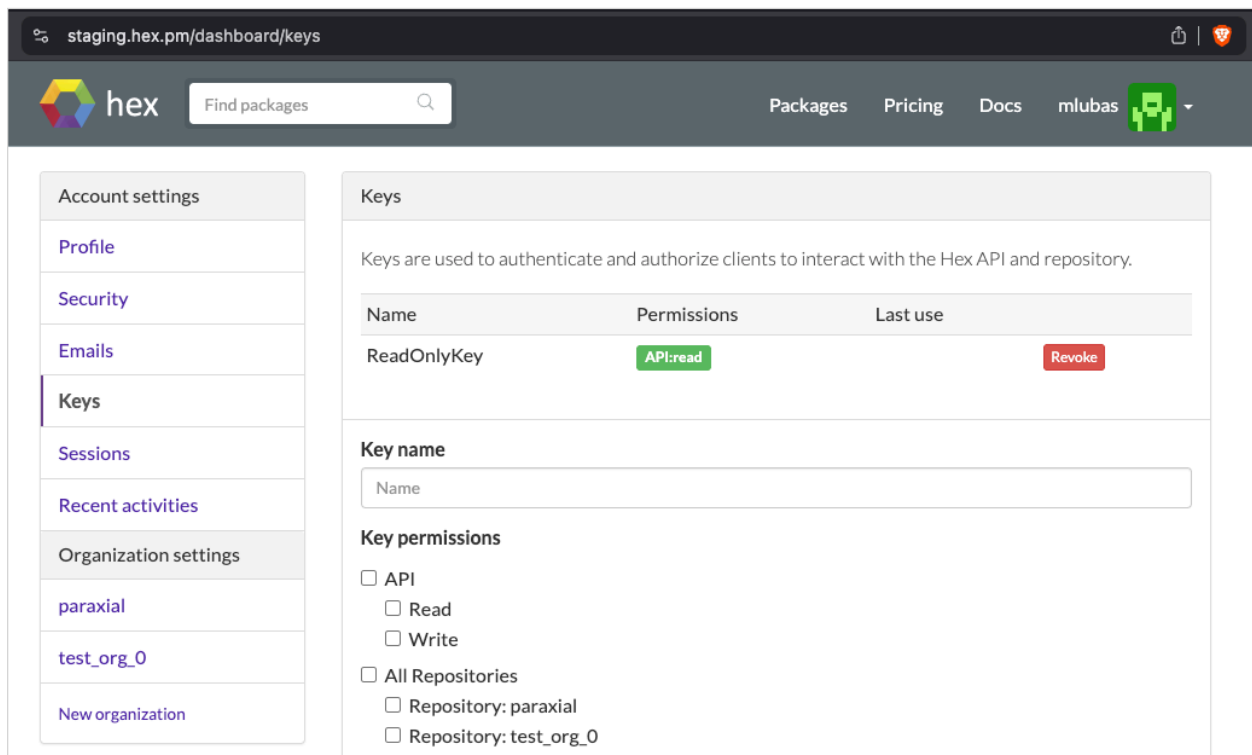 staging.hex.pm/dashboard/keys
hex
Find packages
Packages Pricing Docs mlubas
Account settings
Profile
Security
Emails
Keys
Sessions
Recent activities
Organization settings
paraxial
test_org_0
New organization
Keys
Keys are used to authenticate and authorize clients to interact with the Hex API and repository.
Name Permissions Last use
ReadOnlyKey API:read Revoke
Key name
Name
Key permissions
API
Read
Write
All Repositories
Repository: paraxial
Repository: test_org_0